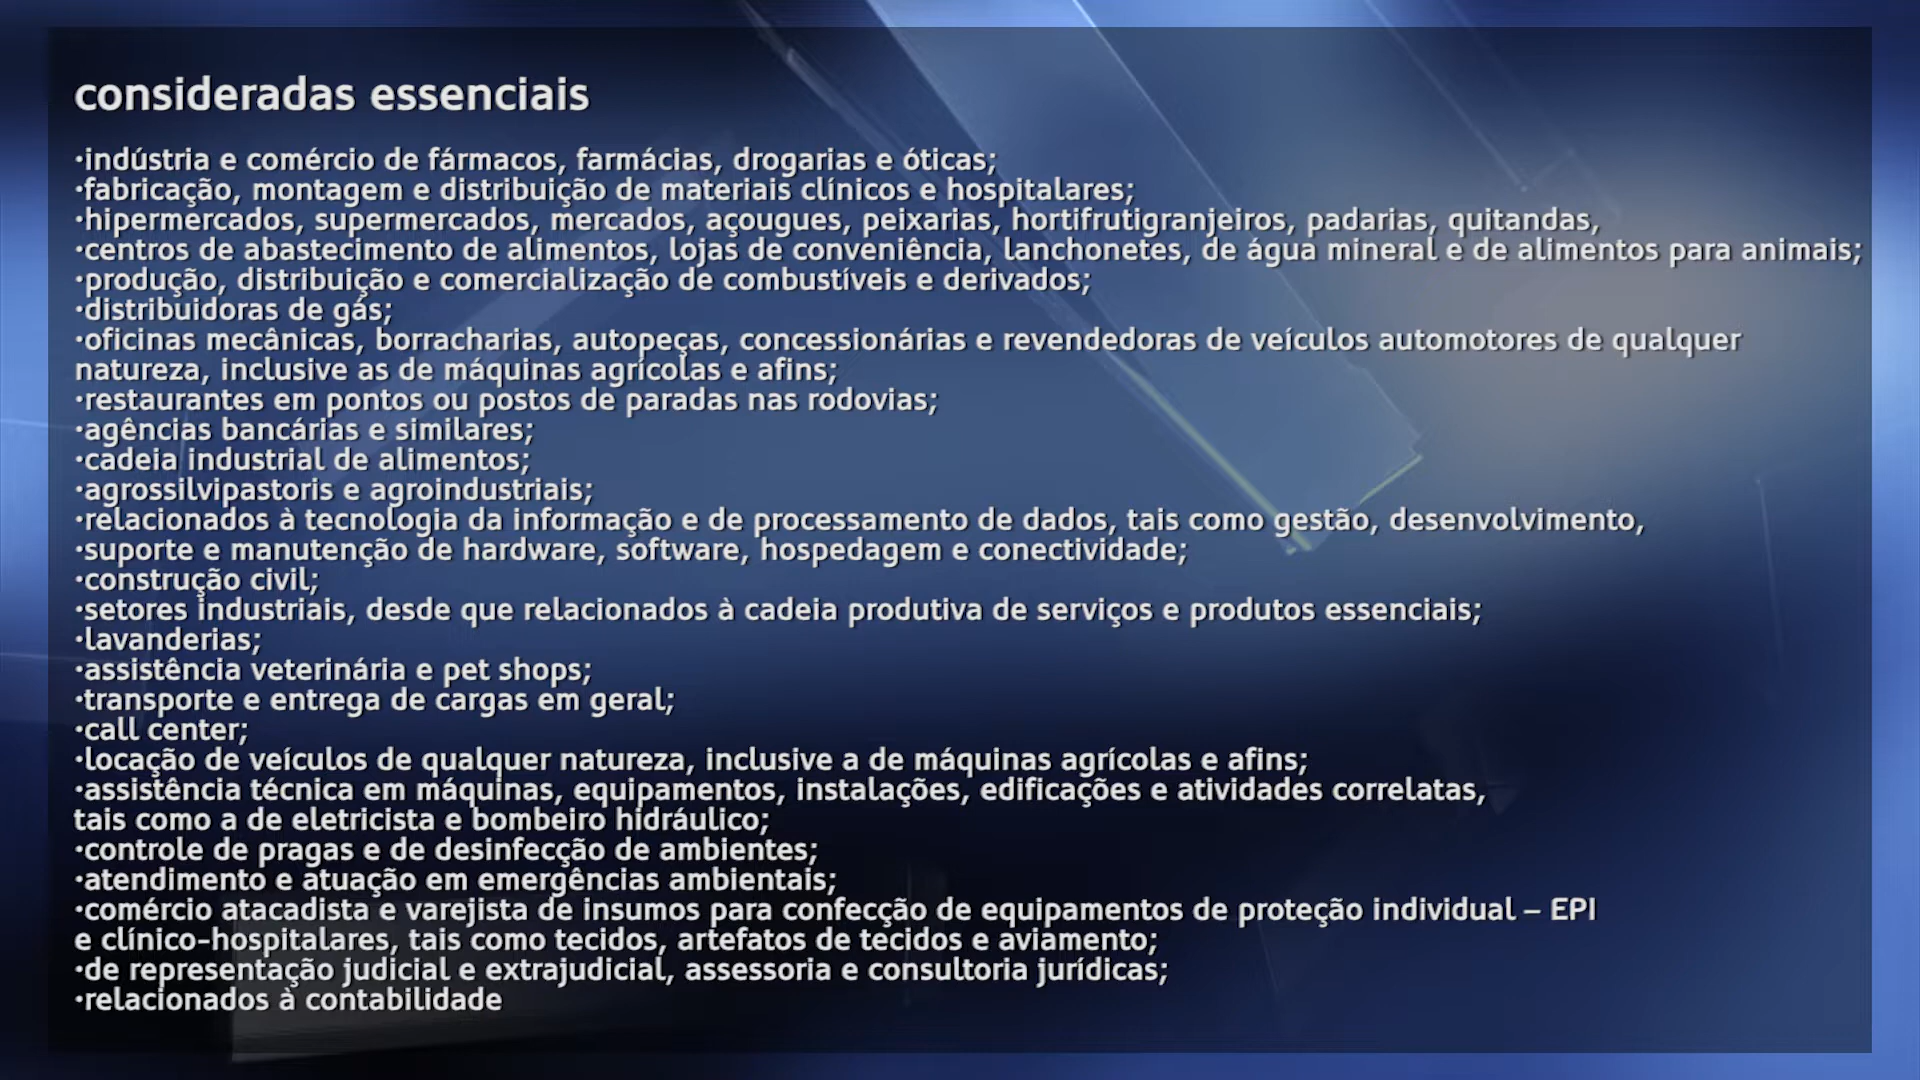 consideradas essenciais
•indústria e comércio de fármacos, farmácias, drogarias e óticas;
•fabricação, montagem e distribuição de materiais clínicos e hospitalares;
•hipermercados, supermercados, mercados, açougues, peixarias, hortifrutigranjeiros, padarias, quitandas,
•centros de abastecimento de alimentos, lojas de conveniência, lanchonetes, de água mineral e de alimentos para animais;
•produção, distribuição e comercialização de combustíveis e derivados;
•distribuidoras de gás;
•oficinas mecânicas, borracharias, autopeças, concessionárias e revendedoras de veículos automotores de qualquer
natureza, inclusive as de máquinas agrícolas e afins;
•restaurantes em pontos ou postos de paradas nas rodovias;
•agências bancárias e similares;
•cadeia industrial de alimentos;
•agrossilvipastoris e agroindustriais;
•relacionados à tecnologia da informação e de processamento de dados, tais como gestão, desenvolvimento,
•suporte e manutenção de hardware, software, hospedagem e conectividade;
•construção civil;
•setores industriais, desde que relacionados à cadeia produtiva de serviços e produtos essenciais;
•lavanderias;
•assistência veterinária e pet shops;
•transporte e entrega de cargas em geral;
•call center;
•locação de veículos de qualquer natureza, inclusive a de máquinas agrícolas e afins;
•assistência técnica em máquinas, equipamentos, instalações, edificações e atividades correlatas,
tais como a de eletricista e bombeiro hidráulico;
•controle de pragas e de desinfecção de ambientes;
•atendimento e atuação em emergências ambientais;
•comércio atacadista e varejista de insumos para confecção de equipamentos de proteção individual – EPI
e clínico-hospitalares, tais como tecidos, artefatos de tecidos e aviamento;
•de representação judicial e extrajudicial, assessoria e consultoria jurídicas;
•relacionados à contabilidade